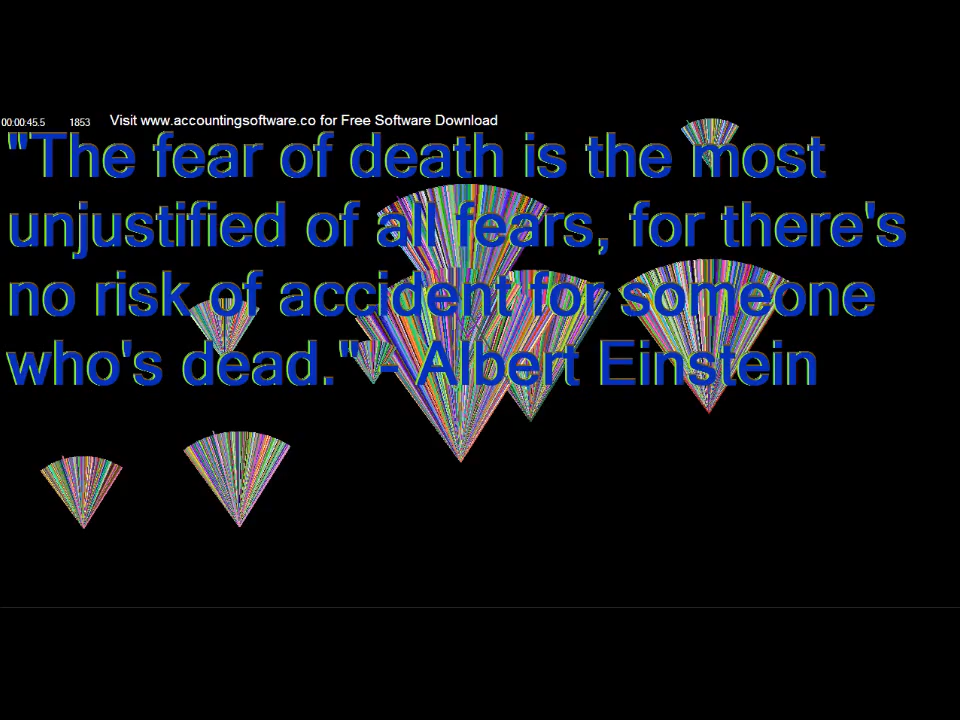 00:00:45.5 1853 Visit www.accountingsoftware.co for Free Software Download
"The fear of death is the most
unjustified of all fears, for there's
no risk of accident for someone
who's dead. "- Albert Einstein